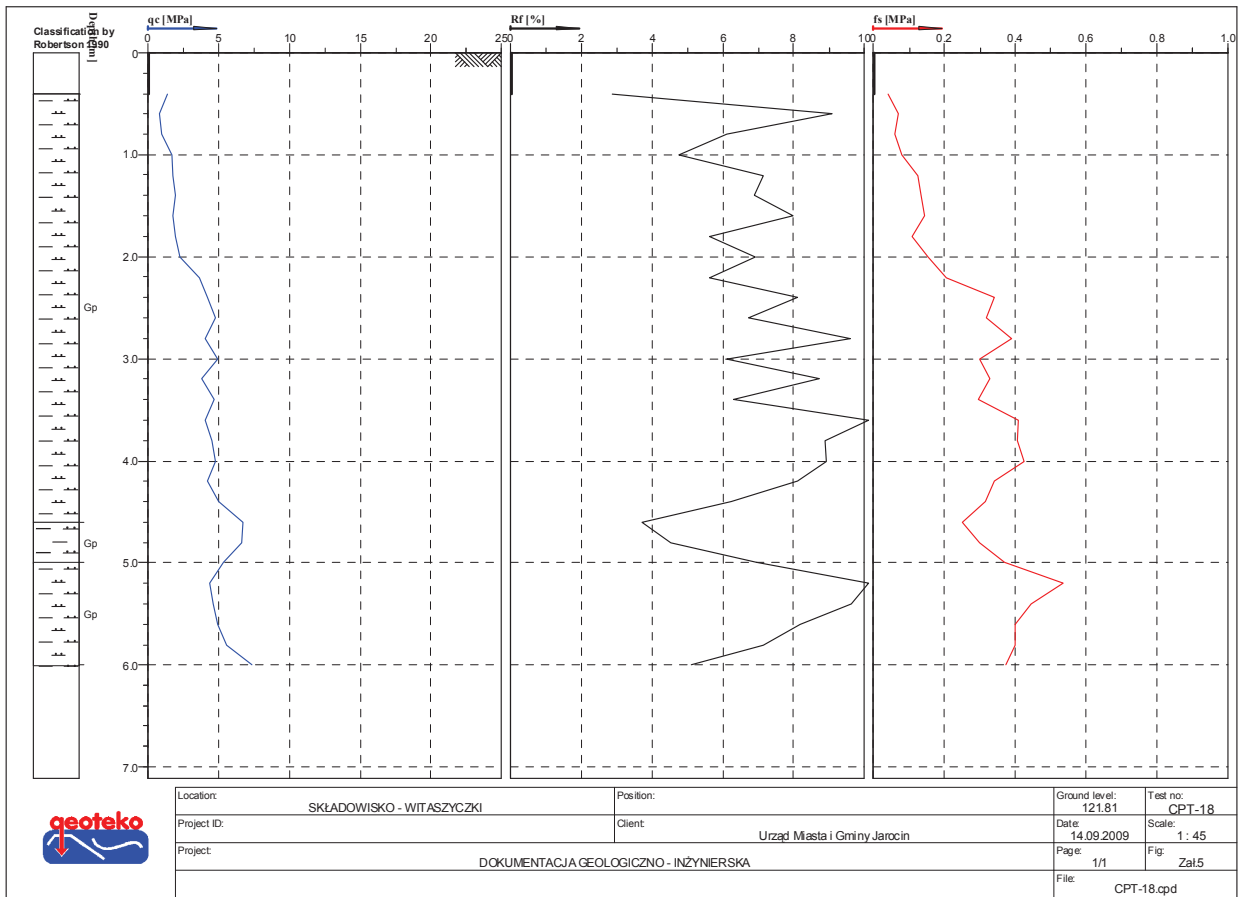 Classification by
Robertson 1990
Depth [m]
qc [MPa]
Rf [%]
fs [MPa]
0 5 10 15 20 25
0 2 4 6 8 10
0.0 0.2 0.4 0.6 0.8 1.0
0
1.0
2.0
Gp
3.0
4.0
Gp
5.0
Gp
6.0
7.0
geoteko
Location:
SKŁADOWISKO - WITASZYCZKI
Position:
Ground level:
121.81
Test no:
CPT-18
Project ID:
Client:
Urząd Miasta i Gminy Jarocin
Date:
14.09.2009
Scale:
1 : 45
Project:
DOKUMENTACJA GEOLOGICZNO - INŻYNIERSKA
Page:
1/1
Fig:
Zał.5
File:
CPT-18.cpd